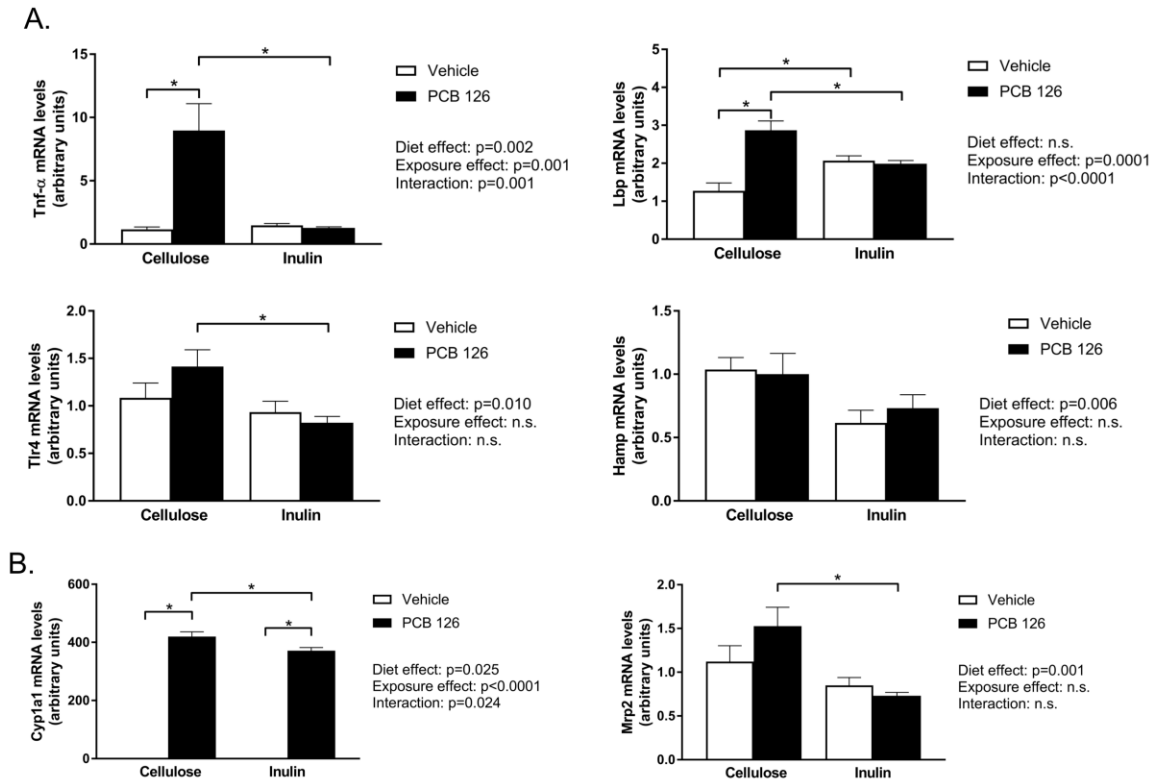 A.
Tnf-α mRNA levels
(arbitrary units)
15
10
5
0
*
*
Cellulose
Inulin
Vehicle
PCB 126
Diet effect: p=0.002
Exposure effect: p=0.001
Interaction: p=0.001
Lbp mRNA levels
(arbitrary units)
5
4
3
2
1
0
*
*
*
Cellulose
Inulin
Vehicle
PCB 126
Diet effect: n.s.
Exposure effect: p=0.0001
Interaction: p<0.0001
Tlr4 mRNA levels
(arbitrary units)
2.0
1.5
1.0
0.5
0.0
*
Cellulose
Inulin
Vehicle
PCB 126
Diet effect: p=0.010
Exposure effect: n.s.
Interaction: n.s.
Hamp mRNA levels
(arbitrary units)
1.5
1.0
0.5
0.0
Cellulose
Inulin
Vehicle
PCB 126
Diet effect: p=0.006
Exposure effect: n.s.
Interaction: n.s.
B.
Cyp1a1 mRNA levels
(arbitrary units)
600
400
200
0
*
*
*
Cellulose
Inulin
Vehicle
PCB 126
Diet effect: p=0.025
Exposure effect: p<0.0001
Interaction: p=0.024
Mrp2 mRNA levels
(arbitrary units)
2.0
1.5
1.0
0.5
0.0
*
Cellulose
Inulin
Vehicle
PCB 126
Diet effect: p=0.001
Exposure effect: n.s.
Interaction: n.s.